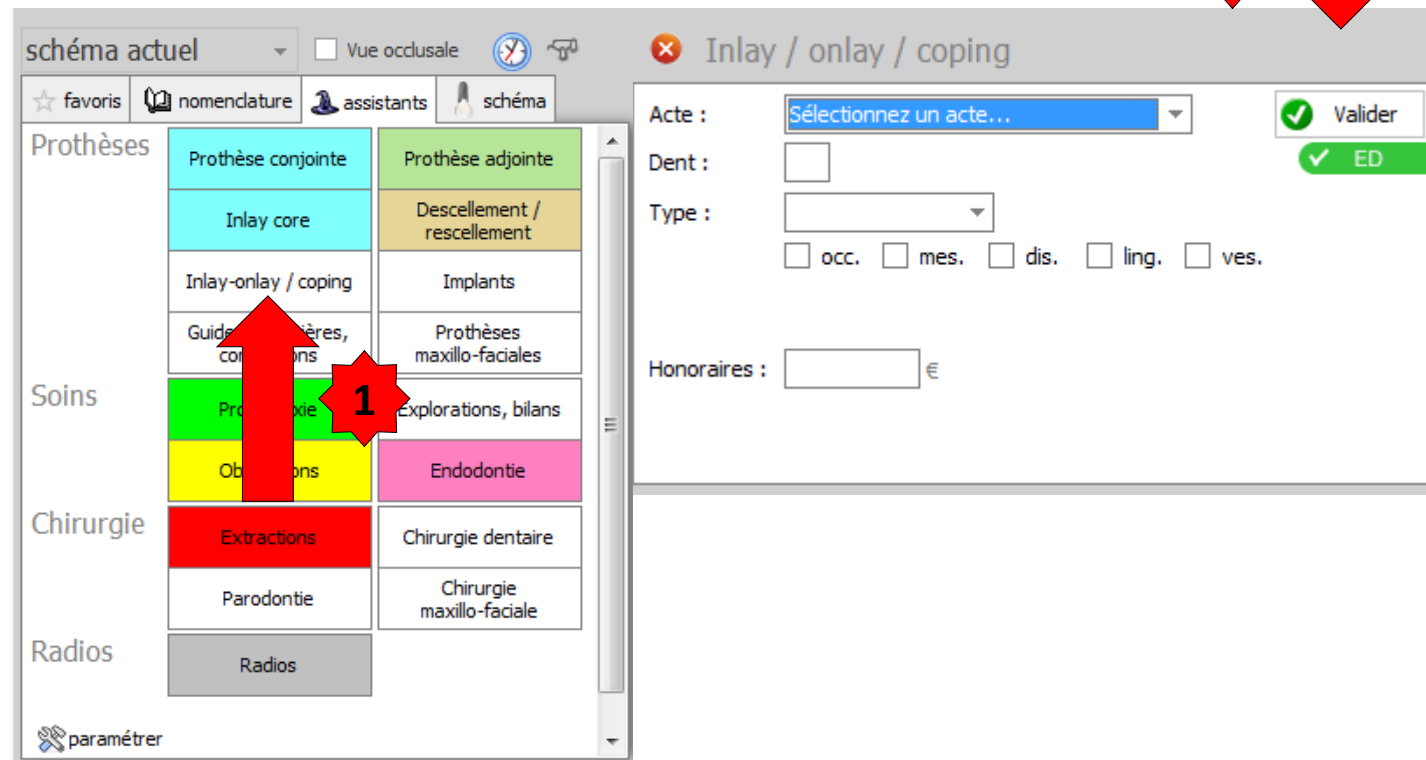 schéma actuel
Vue occlusale
favoris
nomenclature
assistants
schéma
Prothèses
Prothèse conjointe
Prothèse adjointe
Inlay core
Descellement /
rescellement
Inlay-onlay / coping
Implants
Prothèses
maxillo-faciales
Soins
1
Explorations, bilans
Endodontie
Chirurgie
Extractions
Chirurgie dentaire
Parodontie
Chirurgie
maxillo-faciale
Radios
Radios
paramétrer
Inlay / onlay / coping
Acte :
Sélectionnez un acte...
Valider
Dent :
ED
Type :
occ.
mes.
dis.
ling.
ves.
Honoraires :
€